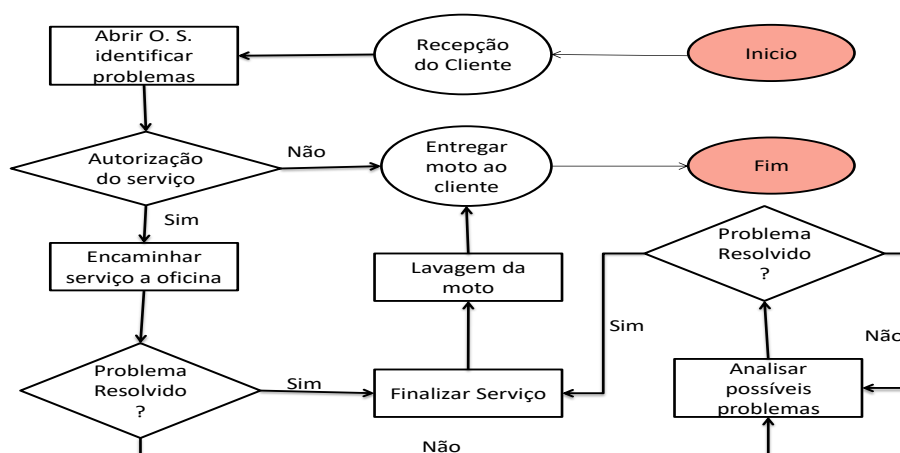 Abrir O. S.
identificar
problemas
Recepção
do Cliente
Inicio
Autorização
do serviço
Não
Entregar
moto ao
cliente
Fim
Sim
Encaminhar
serviço a oficina
Lavagem da
moto
Problema
Resolvido
?
Sim
Não
Problema
Resolvido
?
Sim
Finalizar Serviço
Analisar
possíveis
problemas
Não